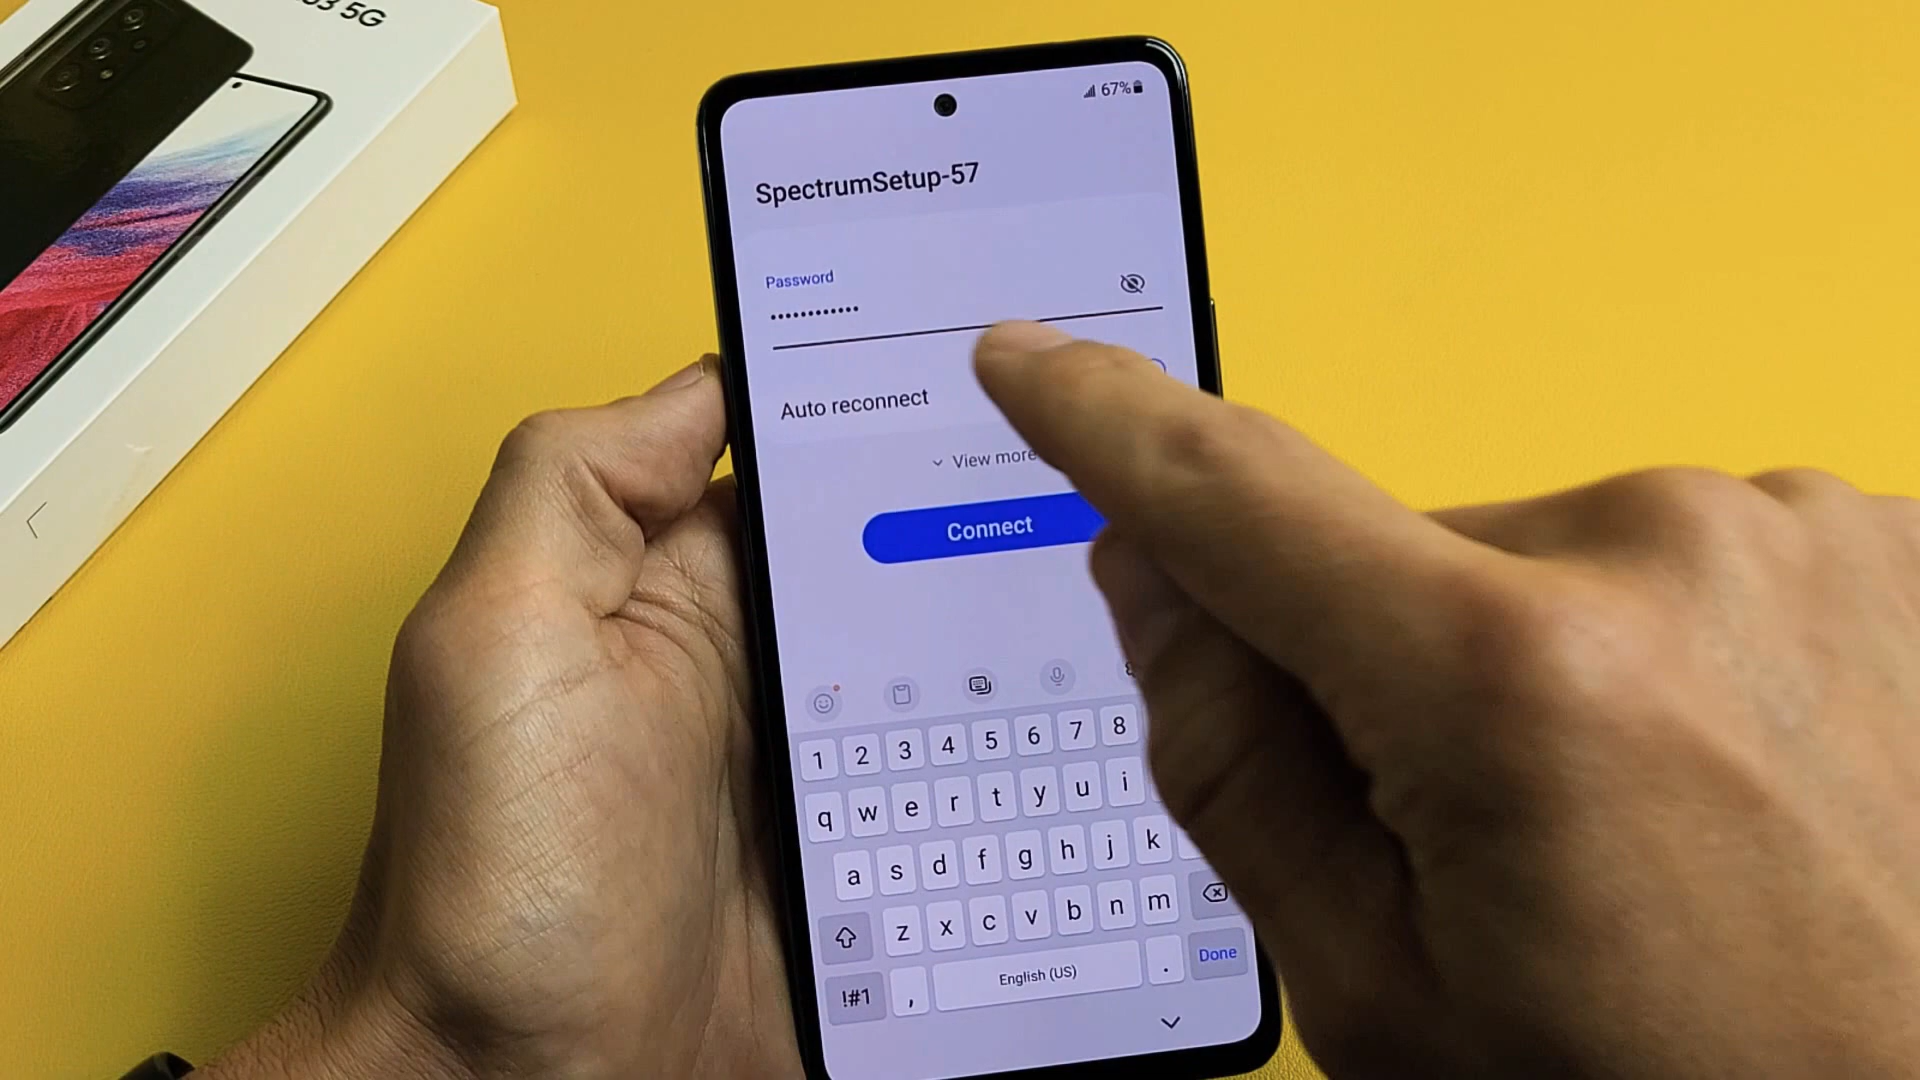 5G
67%
SpectrumSetup-57
Password
••••••••••••
Auto reconnect
View more
Connect
1 2 3 4 5 6 7 8
q w e r t y u i
a s d f g h j k
z x c v b n m
!#1 , English (US) . Done